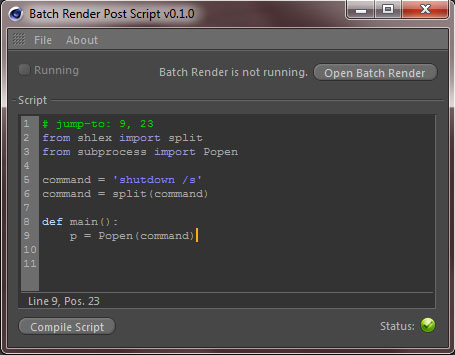 Batch Render Post Script v0.1.0
File About
Running
Batch Render is not running. Open Batch Render
Script
1 # jump-to: 9, 23
2 from shlex import split
3 from subprocess import Popen
4
5 command = 'shutdown /s'
6 command = split(command)
7
8 def main():
9     p = Popen(command)
10
11
Line 9, Pos. 23
Compile Script Status: